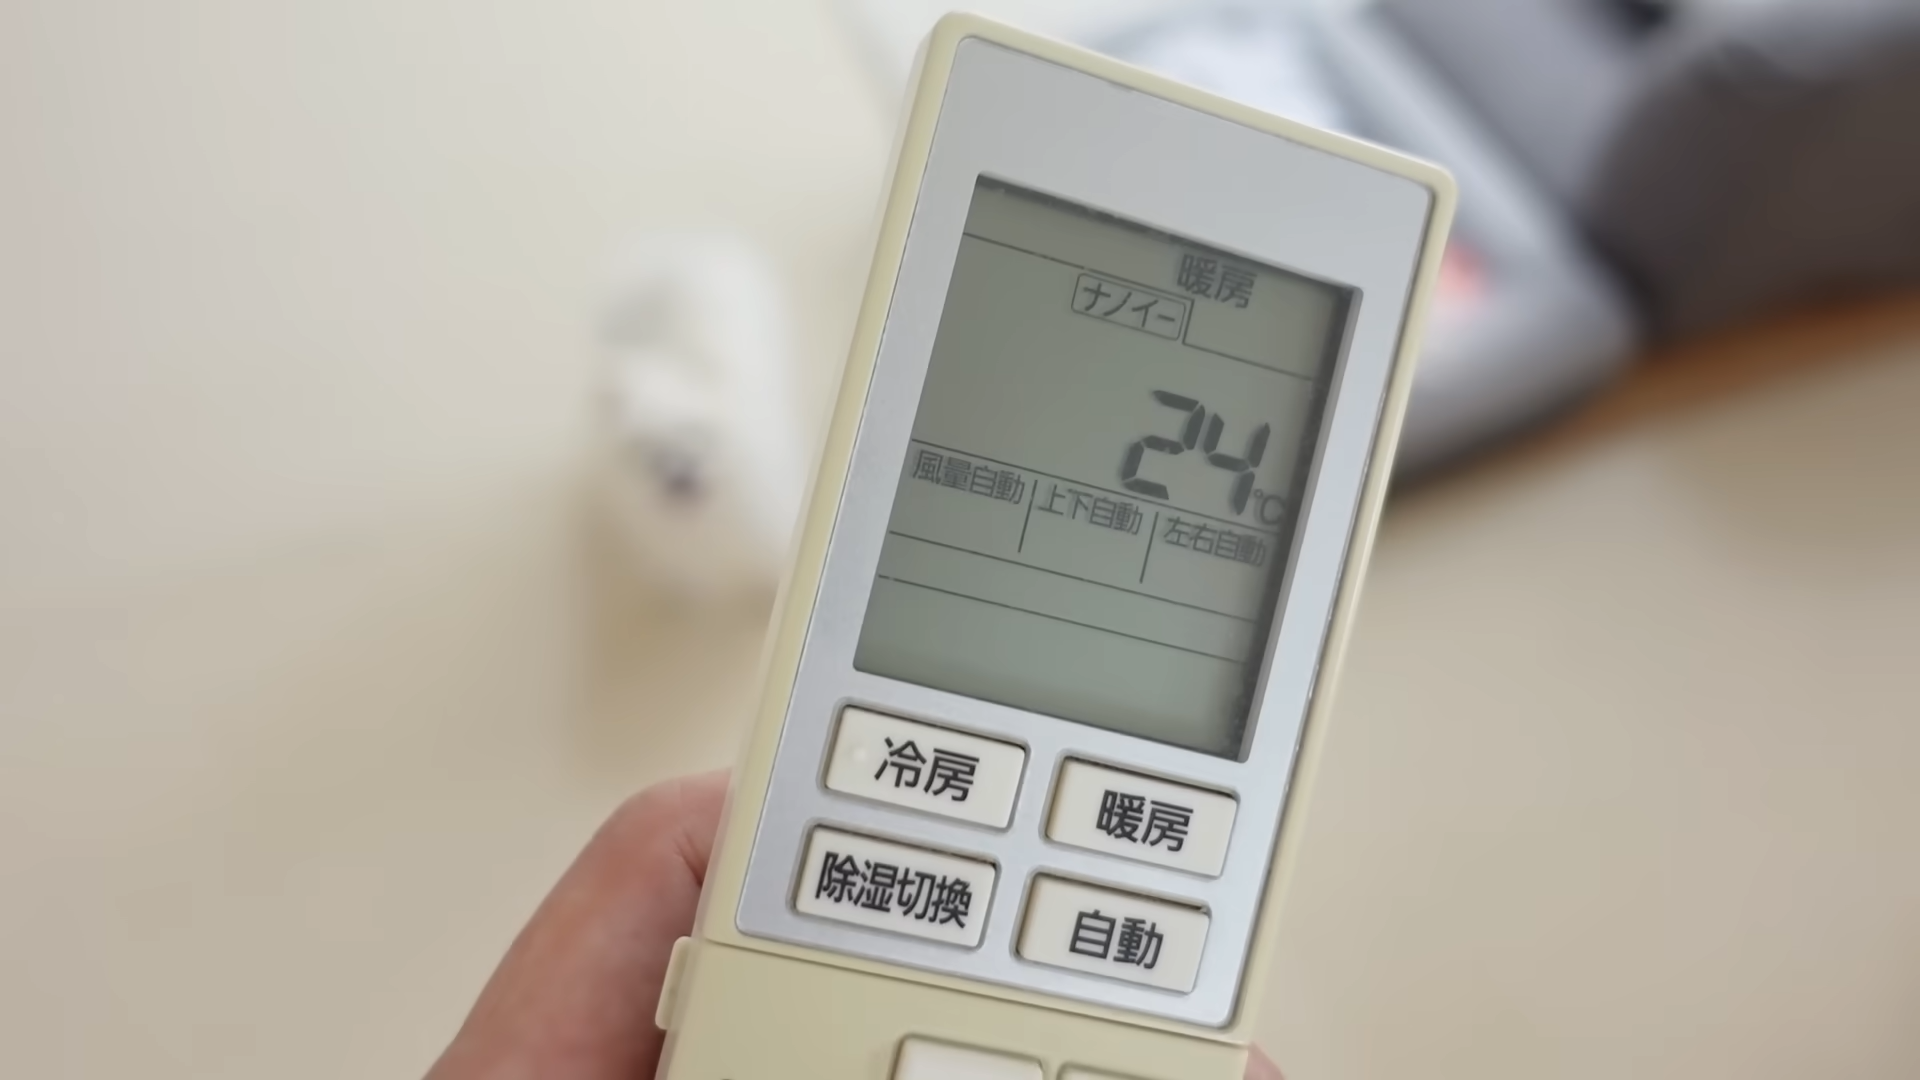 暖房
ナノイー
24℃
風量自動 上下自動 左右自動
冷房 暖房
除湿切換 自動